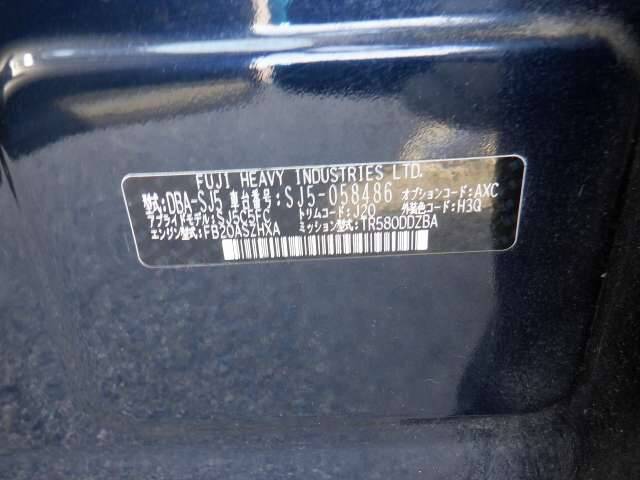 FUJI HEAVY INDUSTRIES LTD.
型式:DBA-SJ5 車台番号:SJ5-058486 オプションコード:AXC
アプライドモデル:SJ5C5FC トリムコード:J20 外装色コード:H3Q
エンジン型式:FB20ASZHXA ミッション型式:TR580DDZBA